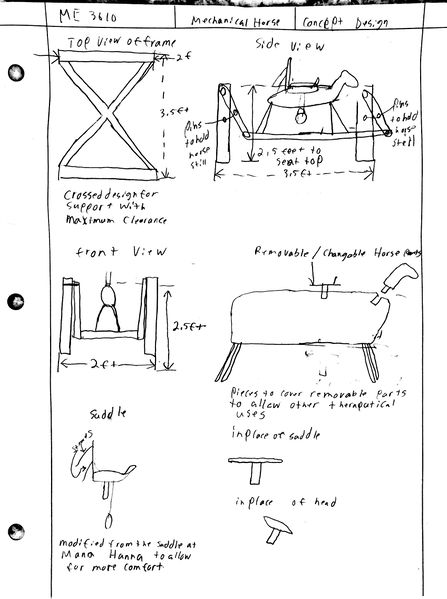 ME 3610
Mechanical Horse
Concept Design
Top View of frame
2f
3.5ft
Crossed design for
support with
Maximum Clearance
Side View
pins
to hold
horse
still
pins
to hold
horse
still
2.5 feet to
seat top
3.5ft
front View
2.5ft
2ft
Removable/Changable Horse Parts
pieces to cover removable parts
to allow other theraputical
uses
Saddle
modified from the saddle at
Mana Hanna to allow
for more comfort
in place of saddle
in place of head